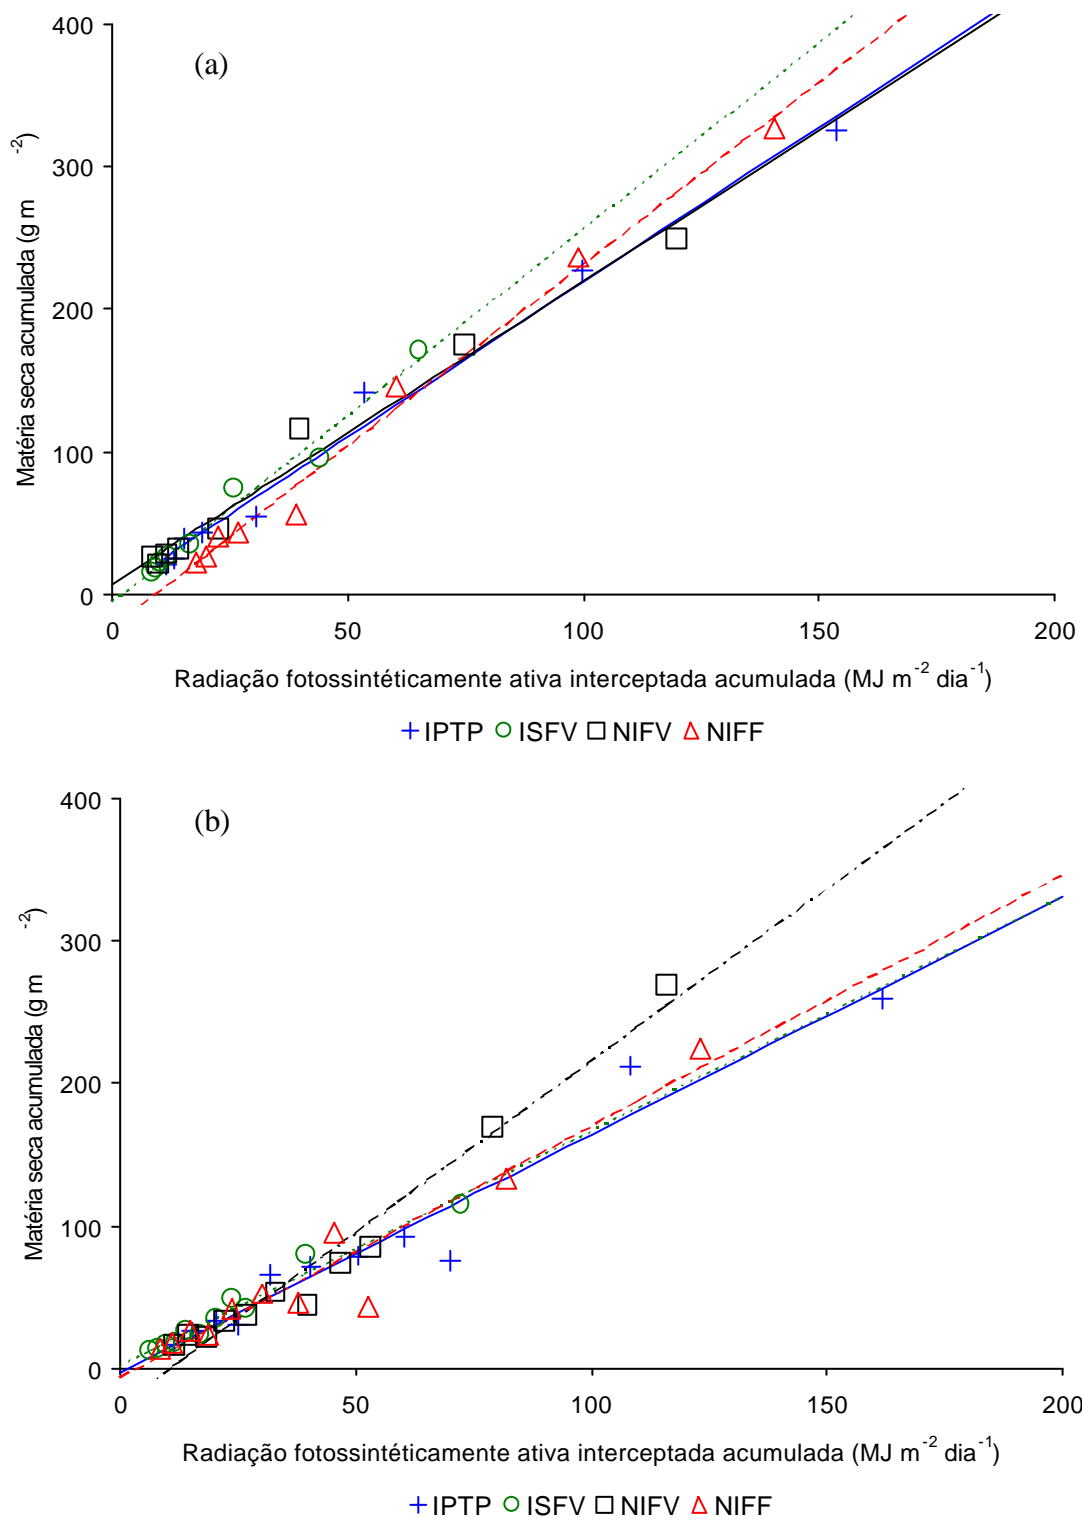 400
(a)
300
200
100
0
0 50 100 150 200
Matéria seca acumulada (g m -2)
Radiação fotossintéticamente ativa interceptada acumulada (MJ m-2 dia-1)
IPTP ISFV NIFV NIFF
400
(b)
300
200
100
0
0 50 100 150 200
Matéria seca acumulada (g m -2)
Radiação fotossintéticamente ativa interceptada acumulada (MJ m-2 dia-1)
IPTP ISFV NIFV NIFF